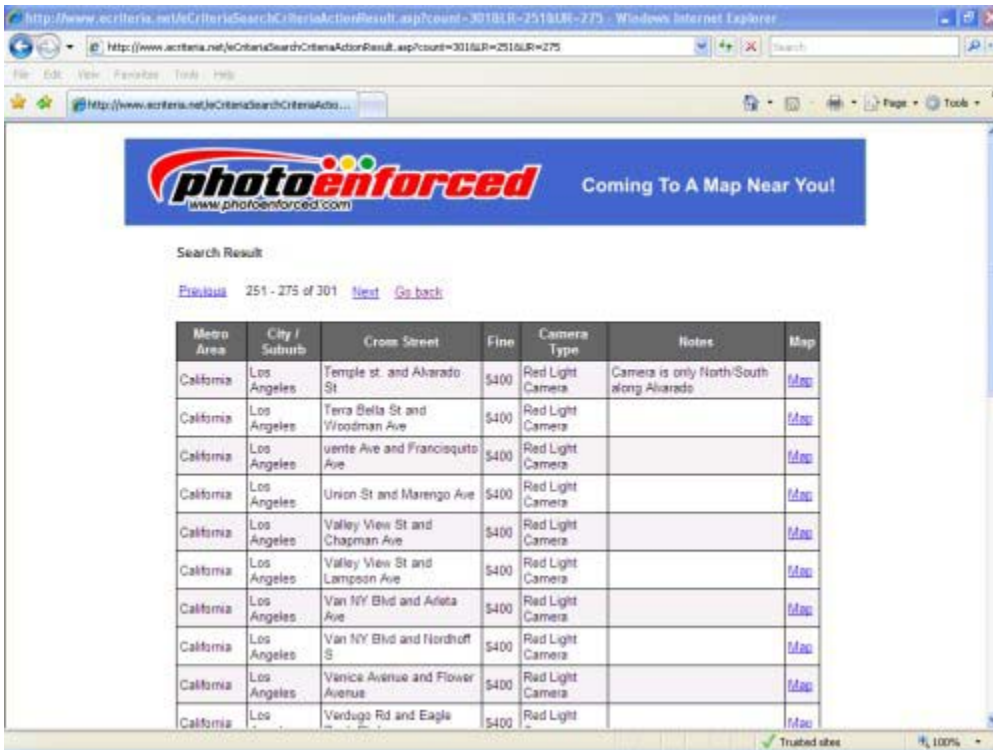 http://www.ecriteria.net/eCriteriaSearchCriteriaActionResult.asp?count=301&LR=251&UR=275 - Windows Internet Explorer
http://www.ecriteria.net/eCriteriaSearchCriteriaActionResult.asp?count=301&LR=251&UR=275 Search
File Edit View Favorites Tools Help
http://www.ecriteria.net/eCriteriaSearchCriteriaActio... Page Tools
photoenforced Coming To A Map Near You!
www.photoenforced.com
Search Result
Previous 251 - 275 of 301 Next Go back
Metro Area City / Suburb Cross Street Fine Camera Type Notes Map
California Los Angeles Temple st. and Alvarado St $400 Red Light Camera Camera is only North/South along Alvarado Map
California Los Angeles Terra Bella St and Woodman Ave $400 Red Light Camera Map
California Los Angeles uente Ave and Francisquito Ave $400 Red Light Camera Map
California Los Angeles Union St and Marengo Ave $400 Red Light Camera Map
California Los Angeles Valley View St and Chapman Ave $400 Red Light Camera Map
California Los Angeles Valley View St and Lampson Ave $400 Red Light Camera Map
California Los Angeles Van NY Blvd and Arleta Ave $400 Red Light Camera Map
California Los Angeles Van NY Blvd and Nordhoff S $400 Red Light Camera Map
California Los Angeles Venice Avenue and Flower Avenue $400 Red Light Camera Map
California Los Verdugo Rd and Eagle $400 Red Light Map
Trusted sites 100%